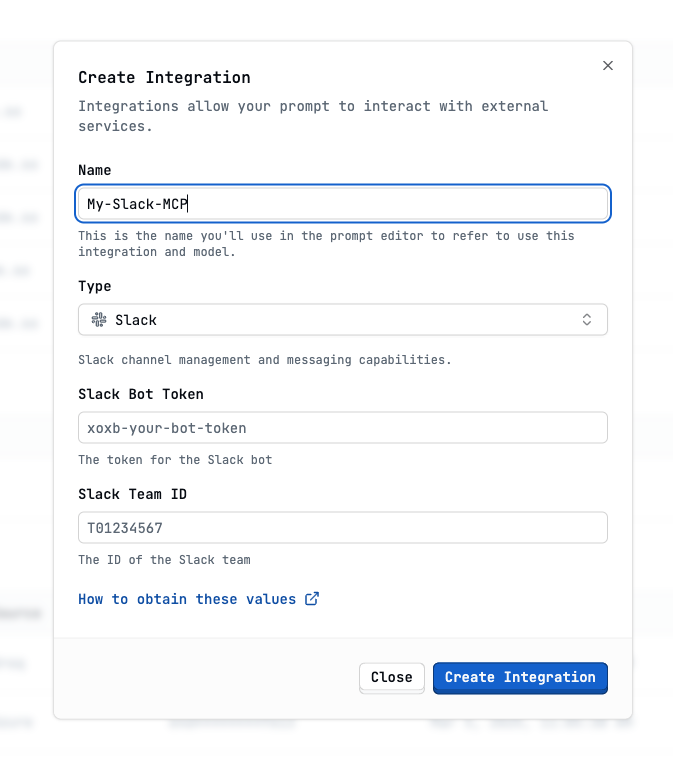 Create Integration
Integrations allow your prompt to interact with external
services.
Name
My-Slack-MCP
This is the name you'll use in the prompt editor to refer to use this
integration and model.
Type
Slack
Slack channel management and messaging capabilities.
Slack Bot Token
xoxb-your-bot-token
The token for the Slack bot
Slack Team ID
T01234567
The ID of the Slack team
How to obtain these values
Close
Create Integration